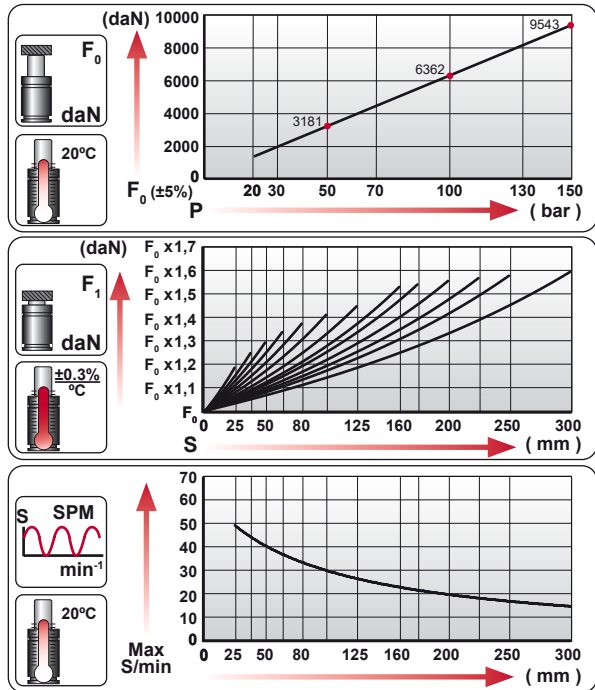 (daN)
F0
daN
20ºC
10000
8000
6000
4000
2000
0
F0 (±5%)
3181
6362
9543
20 30 50 70 100 130 150
P
( bar )
(daN)
F1
daN
±0.3%
ºC
F0 x1,7
F0 x1,6
F0 x1,5
F0 x1,4
F0 x1,3
F0 x1,2
F0 x1,1
F0
0 25 50 80 125 160 200 250 300
S
( mm )
S SPM
min-1
20ºC
70
60
50
40
30
20
10
0
Max
S/min
0 25 50 80 125 160 200 250 300
( mm )